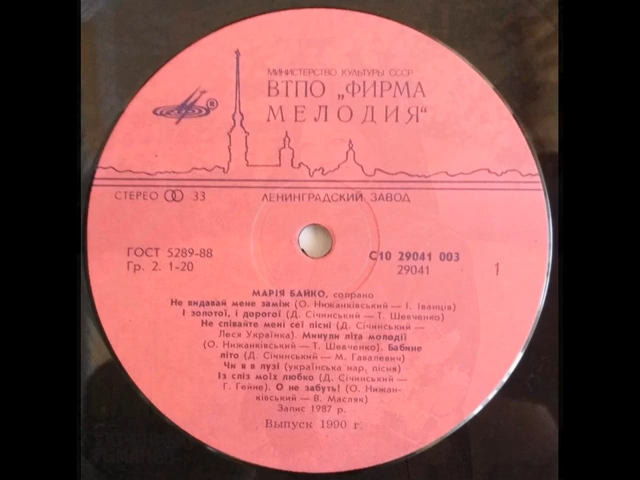 МИНИСТЕРСТВО КУЛЬТУРЫ СССР
ВТПО „ФИРМА
МЕЛОДИЯ“
®
СТЕРЕО 33
ЛЕНИНГРАДСКИЙ ЗАВОД
ГОСТ 5289-88
Гр. 2. 1-20
С10 29041 003
29041
1
МАРІЯ БАЙКО, сопрано
Не видавай мене заміж (О. Нижанківський — І. Іванців)
І золотої, і дорогої (Д. Січинський — Т. Шевченко)
Не співайте мені сеї пісні (Д. Січинський —
Леся Українка). Минули літа молодії
(О. Нижанківський — Т. Шевченко). Бабине
літо (Д. Січинський — М. Гавалевич)
Чи я в лузі (українська нар. пісня)
Із сліз моїх любко (Д. Січинський —
Г. Гейне). О не забуть! (О. Нижан-
ківський — В. Масляк)
Запис 1987 р.
Выпуск 1990 г.